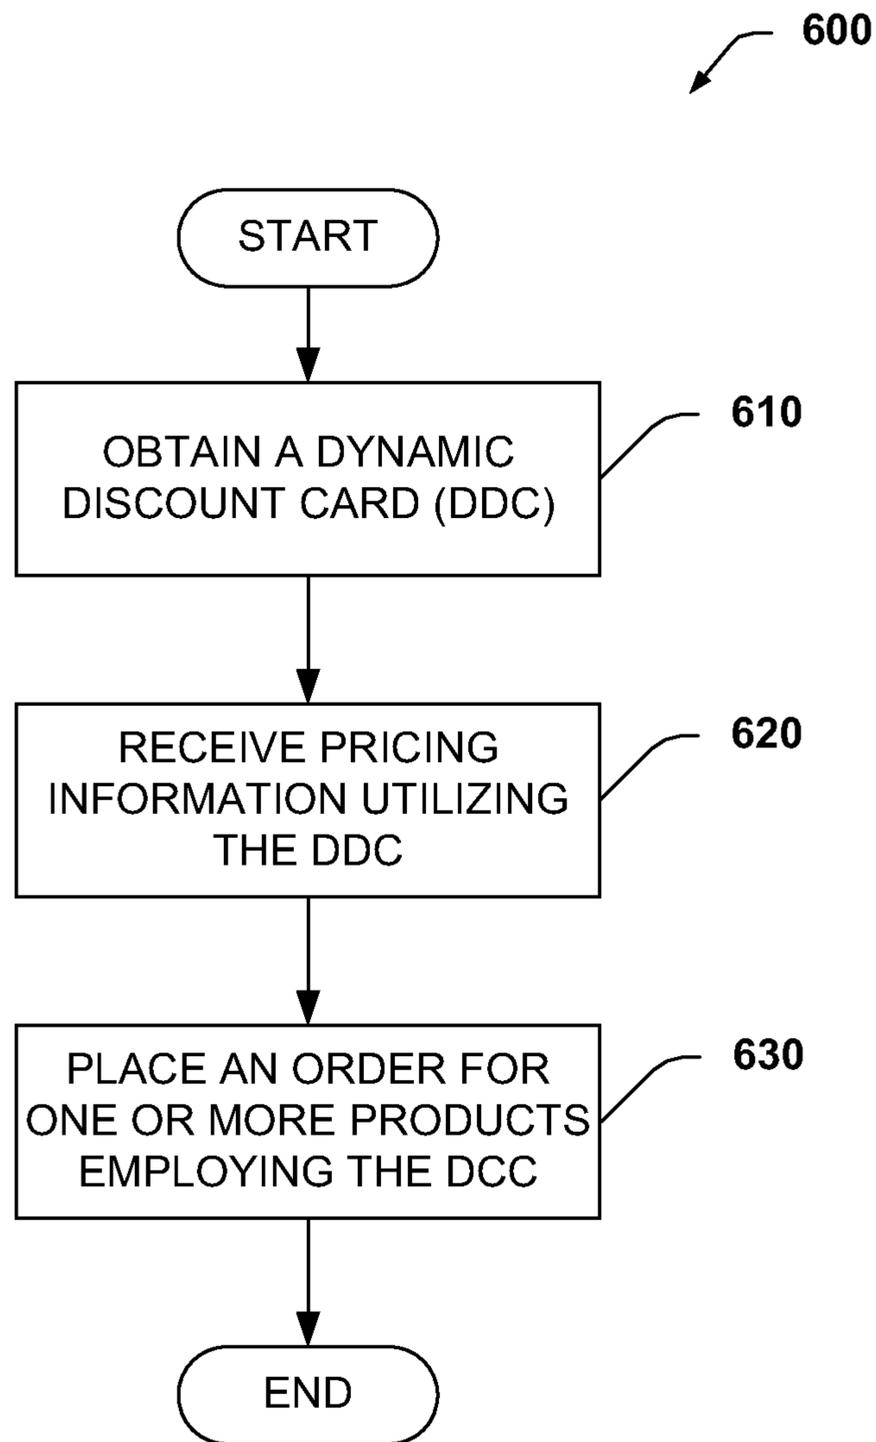 600
START
610
OBTAIN A DYNAMIC
DISCOUNT CARD (DDC)
620
RECEIVE PRICING
INFORMATION UTILIZING
THE DDC
630
PLACE AN ORDER FOR
ONE OR MORE PRODUCTS
EMPLOYING THE DCC
END